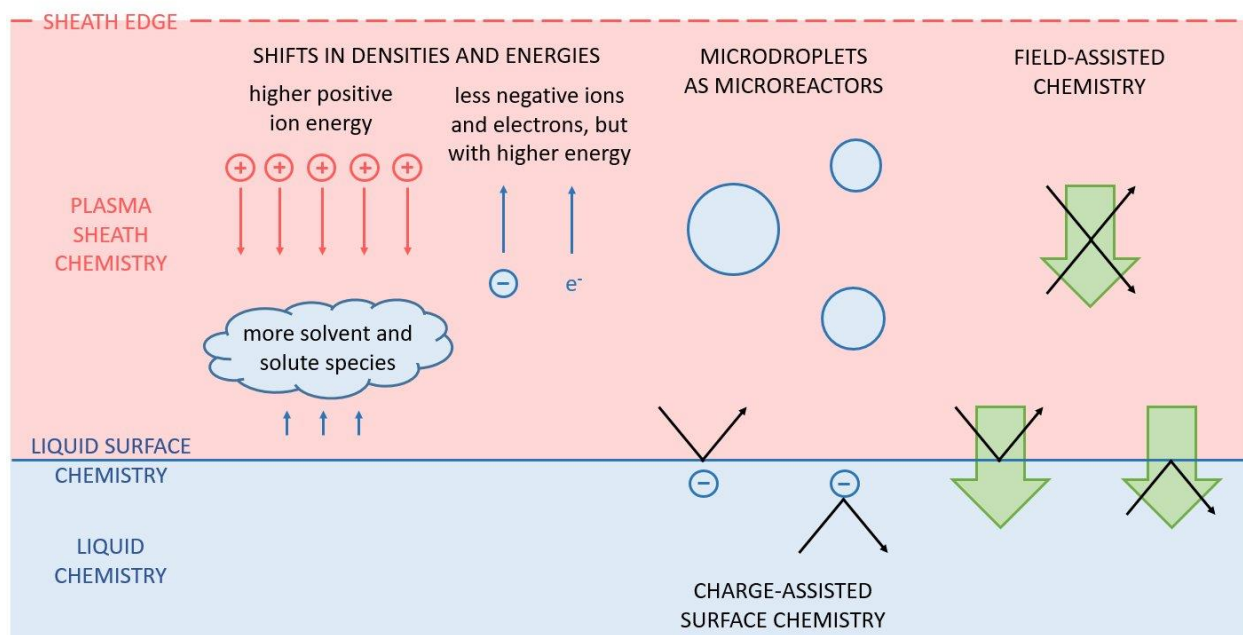 SHEATH EDGE
SHIFTS IN DENSITIES AND ENERGIES
higher positive
ion energy
+ + + + +
less negative ions
and electrons, but
with higher energy
−
e-
MICRODROPLETS
AS MICROREACTORS
FIELD-ASSISTED
CHEMISTRY
PLASMA
SHEATH
CHEMISTRY
more solvent and
solute species
LIQUID SURFACE
CHEMISTRY
− −
LIQUID
CHEMISTRY
CHARGE-ASSISTED
SURFACE CHEMISTRY